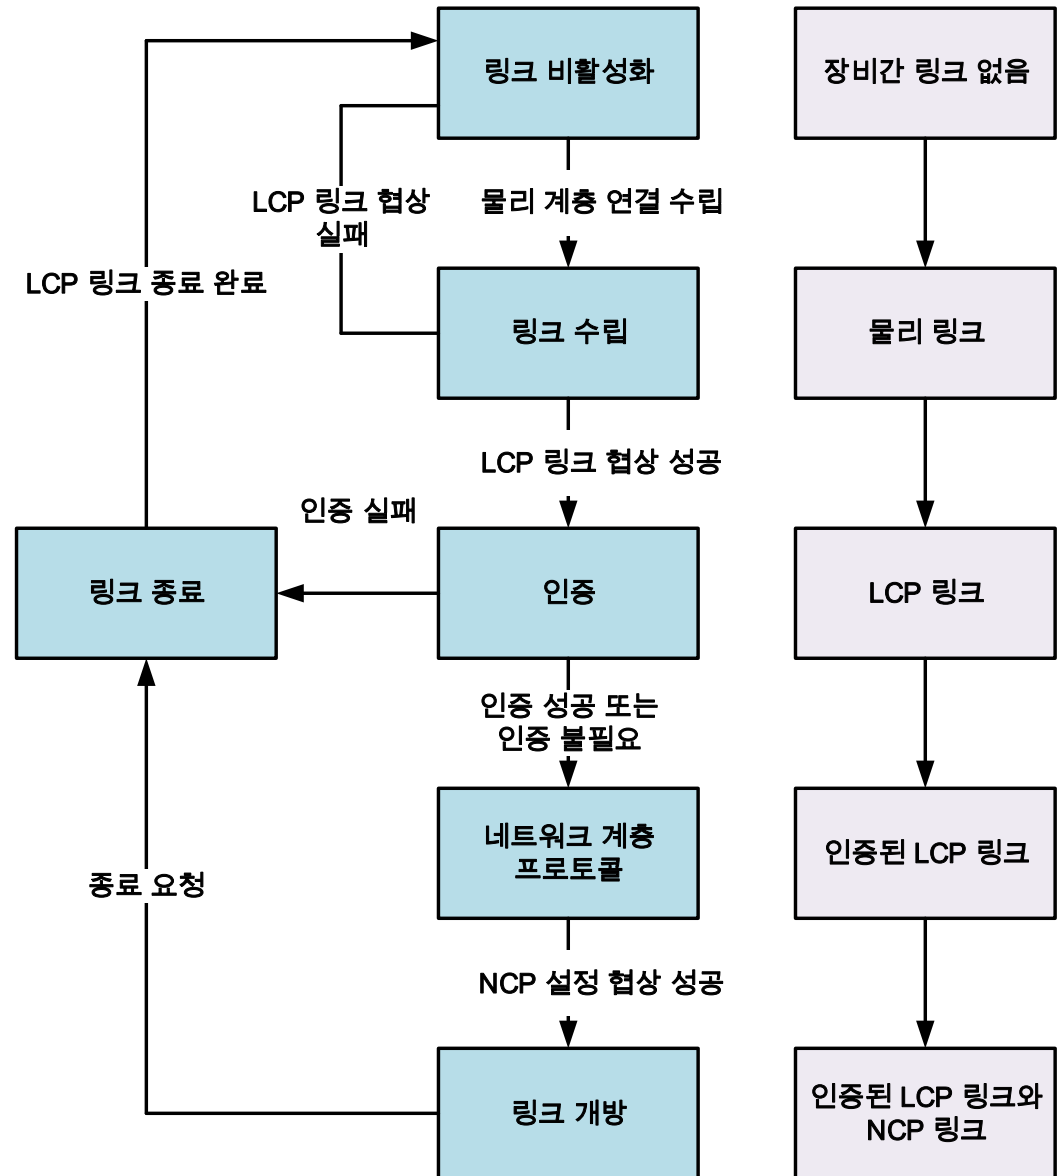 링크 비활성화
장비간 링크 없음
LCP 링크 협상
실패
물리 계층 연결 수립
LCP 링크 종료 완료
링크 수립
물리 링크
LCP 링크 협상 성공
인증 실패
링크 종료
인증
LCP 링크
인증 성공 또는
인증 불필요
네트워크 계층
프로토콜
인증된 LCP 링크
종료 요청
NCP 설정 협상 성공
링크 개방
인증된 LCP 링크와
NCP 링크